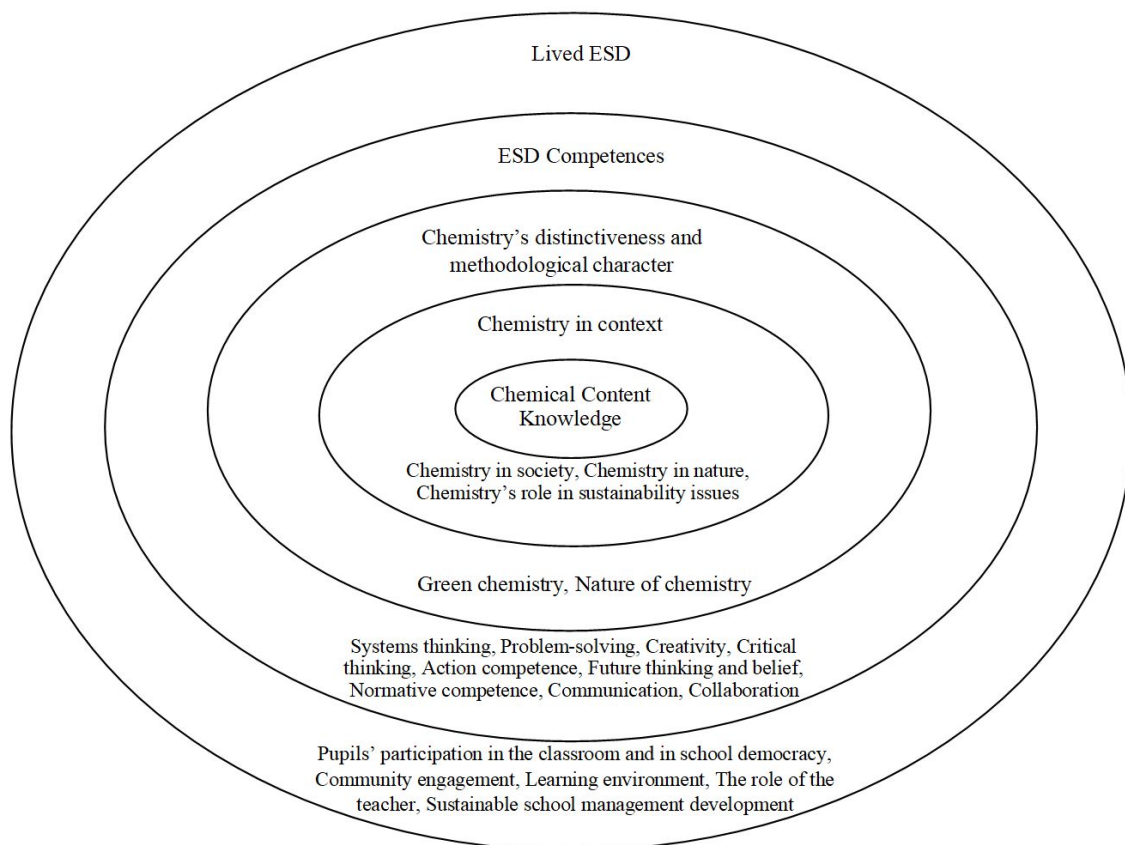 Lived ESD
ESD Competences
Chemistry’s distinctiveness and
methodological character
Chemistry in context
Chemical Content
Knowledge
Chemistry in society, Chemistry in nature,
Chemistry’s role in sustainability issues
Green chemistry, Nature of chemistry
Systems thinking, Problem-solving, Creativity, Critical
thinking, Action competence, Future thinking and belief,
Normative competence, Communication, Collaboration
Pupils’ participation in the classroom and in school democracy,
Community engagement, Learning environment, The role of the
teacher, Sustainable school management development